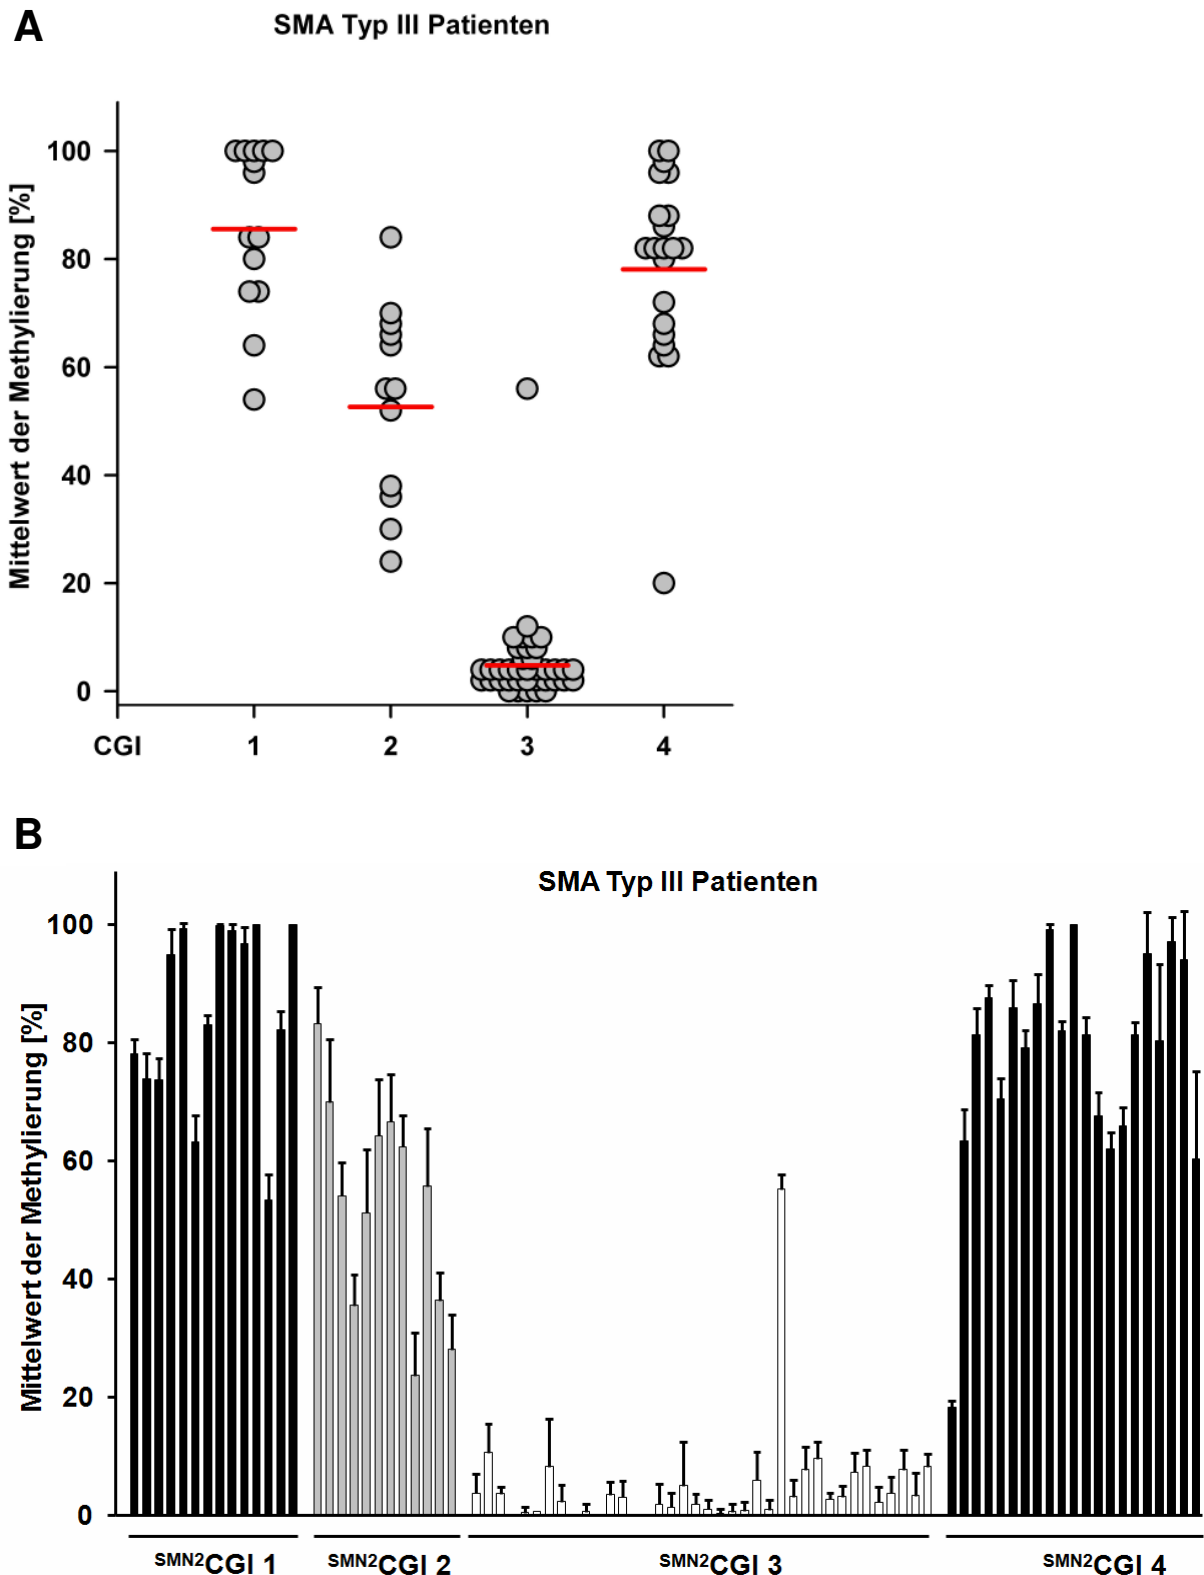 A
SMA Typ III Patienten
Mittelwert der Methylierung [%]
100
80
60
40
20
0
CGI 1 2 3 4
B
SMA Typ III Patienten
Mittelwert der Methylierung [%]
100
80
60
40
20
0
SMN2CGI 1 SMN2CGI 2 SMN2CGI 3 SMN2CGI 4